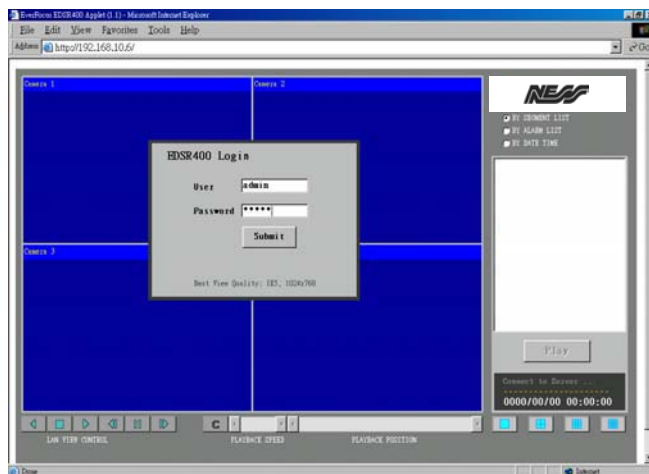 EverFocus EDSR400 Applet (1.1) - Microsoft Internet Explorer
File Edit View Favorites Tools Help
Address http://192.168.10.6/ Go
Camera 1
Camera 2
NESS
BY SEGMENT LIST
BY ALARM LIST
BY DATE TIME
EDSR400 Login
User admin
Password •••••
Submit
Best View Quality: IE5, 1024x768
Camera 3
Play
Connect to Server ...
0000/00/00 00:00:00
C
LAN VIEW CONTROL
PLAYBACK SPEED
PLAYBACK POSITION
Done
Internet